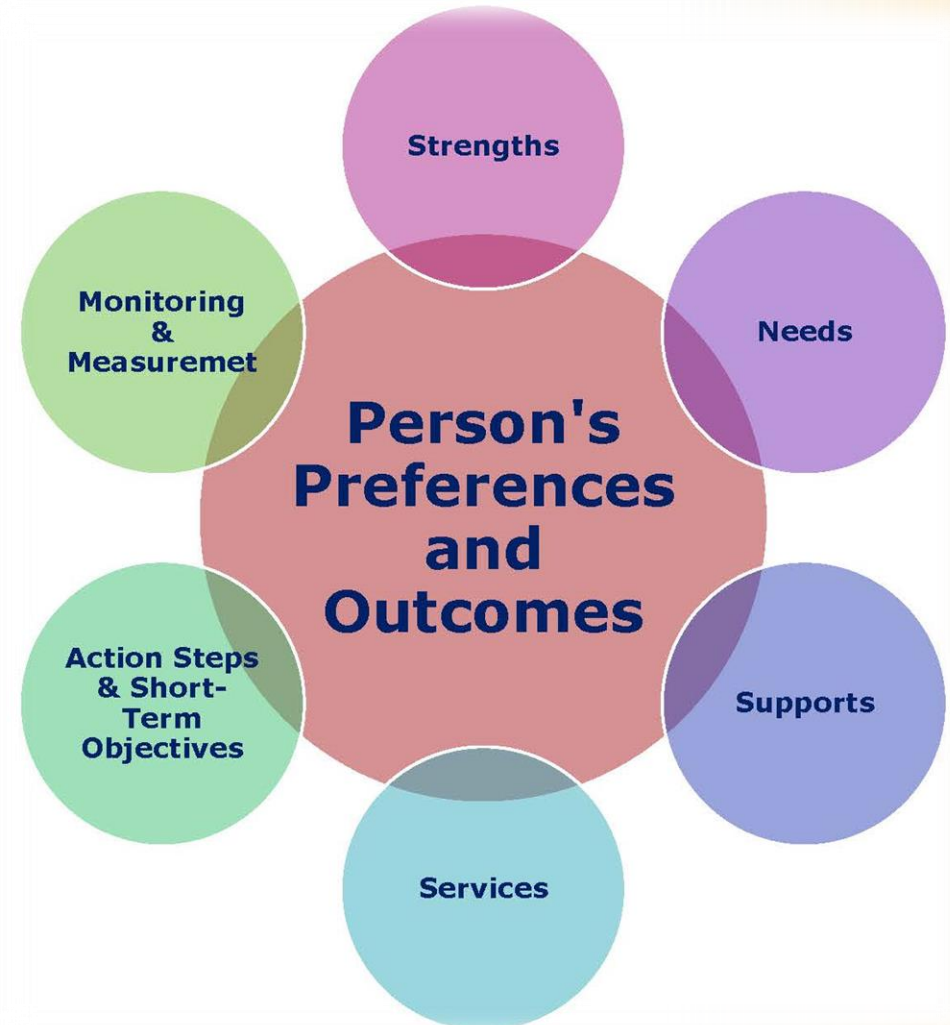 Strengths
Needs
Supports
Services
Action Steps
& Short-
Term
Objectives
Monitoring
&
Measuremet
Person's
Preferences
and
Outcomes